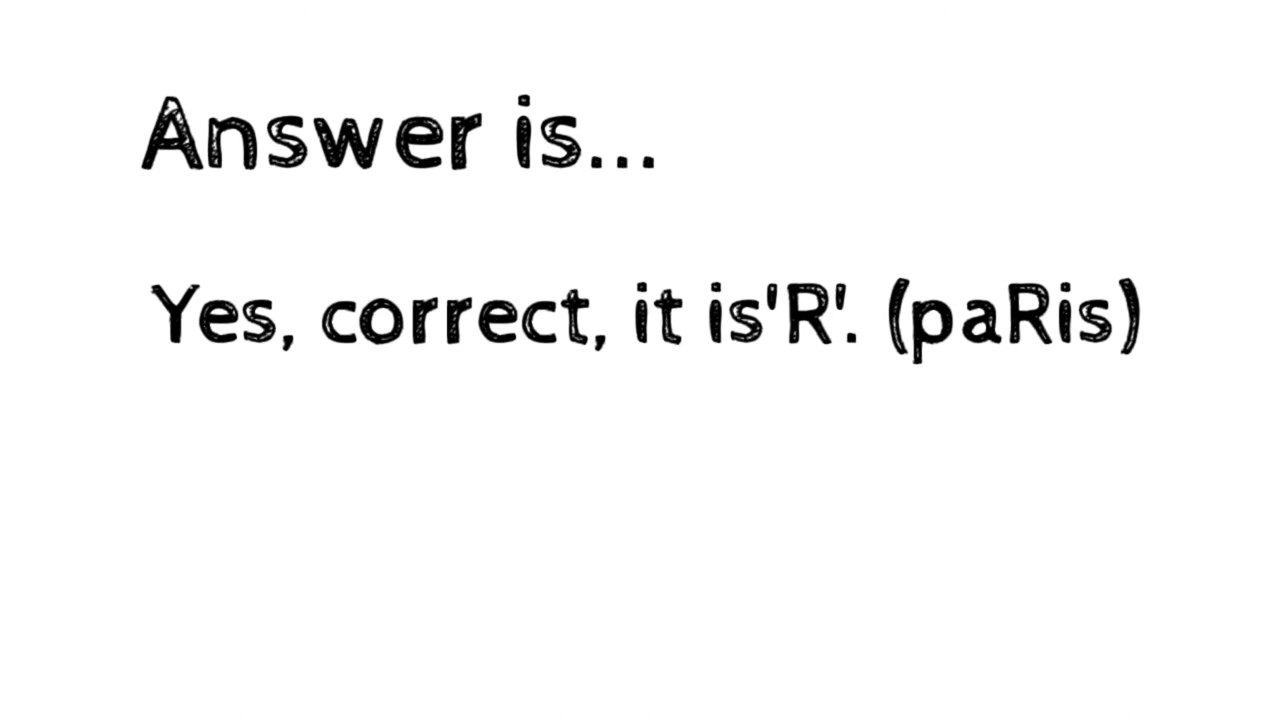 Answer is...
Yes, correct, it is'R'. (paRis)